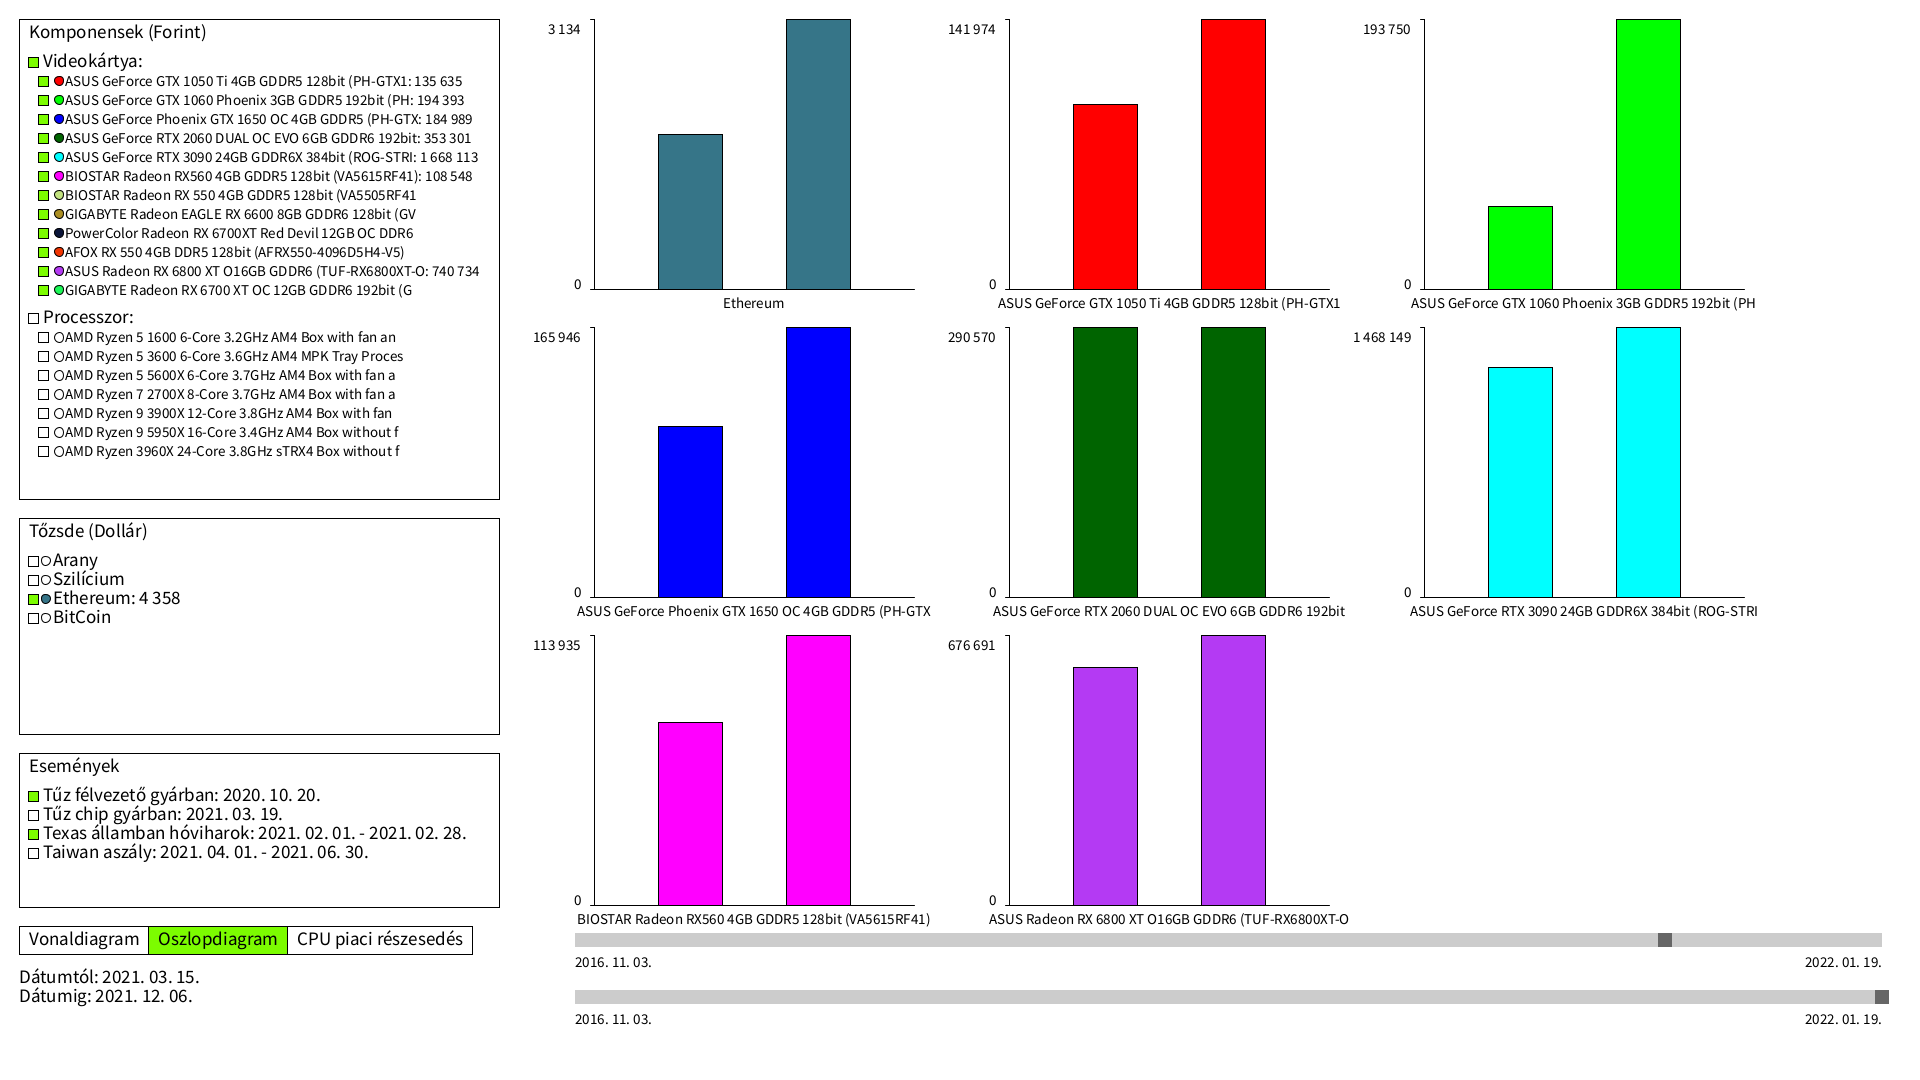 Komponensek (Forint)
Videokártya:
ASUS GeForce GTX 1050 Ti 4GB GDDR5 128bit (PH-GTX1: 135 635
ASUS GeForce GTX 1060 Phoenix 3GB GDDR5 192bit (PH: 194 393
ASUS GeForce Phoenix GTX 1650 OC 4GB GDDR5 (PH-GTX: 184 989
ASUS GeForce RTX 2060 DUAL OC EVO 6GB GDDR6 192bit: 353 301
ASUS GeForce RTX 3090 24GB GDDR6X 384bit (ROG-STRI: 1 668 113
BIOSTAR Radeon RX560 4GB GDDR5 128bit (VA5615RF41): 108 548
BIOSTAR Radeon RX 550 4GB GDDR5 128bit (VA5505RF41
GIGABYTE Radeon EAGLE RX 6600 8GB GDDR6 128bit (GV
PowerColor Radeon RX 6700XT Red Devil 12GB OC DDR6
AFOX RX 550 4GB DDR5 128bit (AFRX550-4096D5H4-V5)
ASUS Radeon RX 6800 XT O16GB GDDR6 (TUF-RX6800XT-O: 740 734
GIGABYTE Radeon RX 6700 XT OC 12GB GDDR6 192bit (G
Processzor:
AMD Ryzen 5 1600 6-Core 3.2GHz AM4 Box with fan an
AMD Ryzen 5 3600 6-Core 3.6GHz AM4 MPK Tray Proces
AMD Ryzen 5 5600X 6-Core 3.7GHz AM4 Box with fan a
AMD Ryzen 7 2700X 8-Core 3.7GHz AM4 Box with fan a
AMD Ryzen 9 3900X 12-Core 3.8GHz AM4 Box with fan
AMD Ryzen 9 5950X 16-Core 3.4GHz AM4 Box without f
AMD Ryzen 3960X 24-Core 3.8GHz sTRX4 Box without f
Tőzsde (Dollár)
Arany
Szilícium
Ethereum: 4 358
BitCoin
Események
Tűz félvezető gyárban: 2020. 10. 20.
Tűz chip gyárban: 2021. 03. 19.
Texas államban hóviharok: 2021. 02. 01. - 2021. 02. 28.
Taiwan aszály: 2021. 04. 01. - 2021. 06. 30.
Vonaldiagram Oszlopdiagram CPU piaci részesedés
Dátumtól: 2021. 03. 15.
Dátumig: 2021. 12. 06.
3 134
0
Ethereum
141 974
0
ASUS GeForce GTX 1050 Ti 4GB GDDR5 128bit (PH-GTX1
193 750
0
ASUS GeForce GTX 1060 Phoenix 3GB GDDR5 192bit (PH
165 946
0
ASUS GeForce Phoenix GTX 1650 OC 4GB GDDR5 (PH-GTX
290 570
0
ASUS GeForce RTX 2060 DUAL OC EVO 6GB GDDR6 192bit
1 468 149
0
ASUS GeForce RTX 3090 24GB GDDR6X 384bit (ROG-STRI
113 935
0
BIOSTAR Radeon RX560 4GB GDDR5 128bit (VA5615RF41)
676 691
0
ASUS Radeon RX 6800 XT O16GB GDDR6 (TUF-RX6800XT-O
2016. 11. 03. 2022. 01. 19.
2016. 11. 03. 2022. 01. 19.